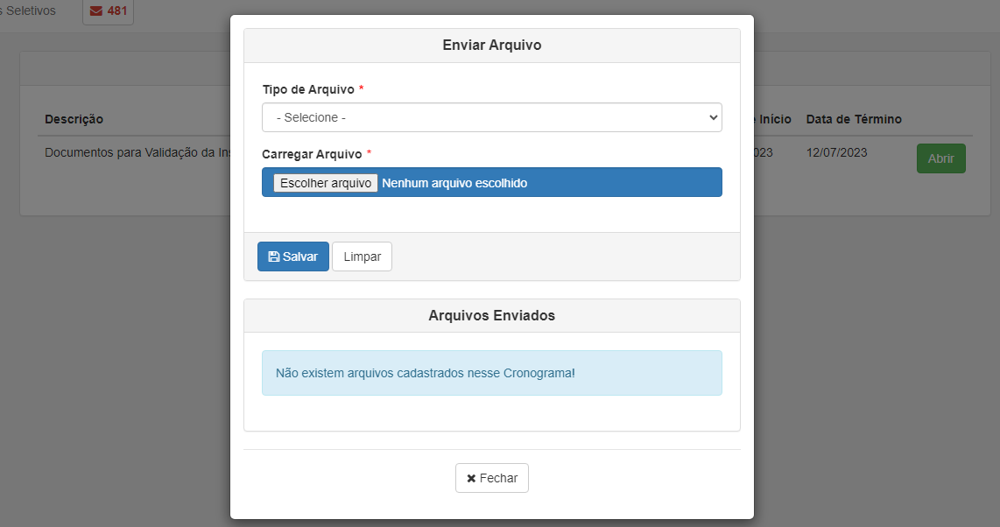 s Seletivos 481
Enviar Arquivo
Tipo de Arquivo *
- Selecione -
Descrição Início Data de Término
Carregar Arquivo *
Documentos para Validação da 023 12/07/2023 Abrir
Escolher arquivo Nenhum arquivo escolhido
Salvar Limpar
Arquivos Enviados
Não existem arquivos cadastrados nesse Cronograma!
Fechar